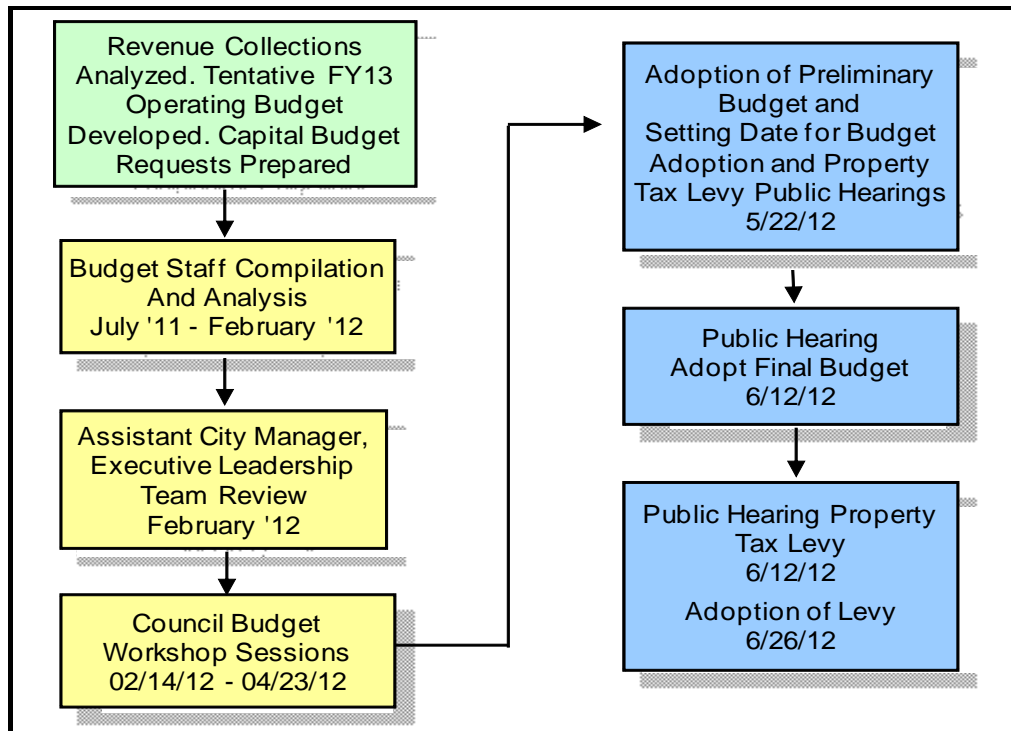 Revenue Collections
Analyzed. Tentative FY13
Operating Budget
Developed. Capital Budget
Requests Prepared
Budget Staff Compilation
And Analysis
July '11 - February '12
Assistant City Manager,
Executive Leadership
Team Review
February '12
Council Budget
Workshop Sessions
02/14/12 - 04/23/12
Adoption of Preliminary
Budget and
Setting Date for Budget
Adoption and Property
Tax Levy Public Hearings
5/22/12
Public Hearing
Adopt Final Budget
6/12/12
Public Hearing Property
Tax Levy
6/12/12
Adoption of Levy
6/26/12